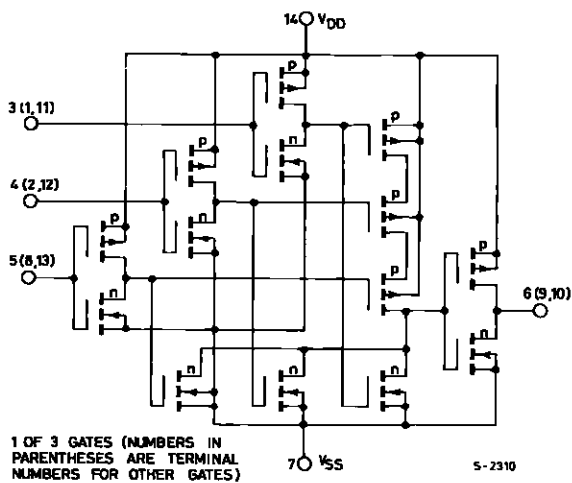 14 VDD
p
3 (1,11)
n
p
p
4 (2,12)
n
p
p
p
5 (8,13)
n
p
6 (9,10)
n
n
n
n
1 OF 3 GATES (NUMBERS IN
PARENTHESES ARE TERMINAL
NUMBERS FOR OTHER GATES)
7 VSS
S-2310